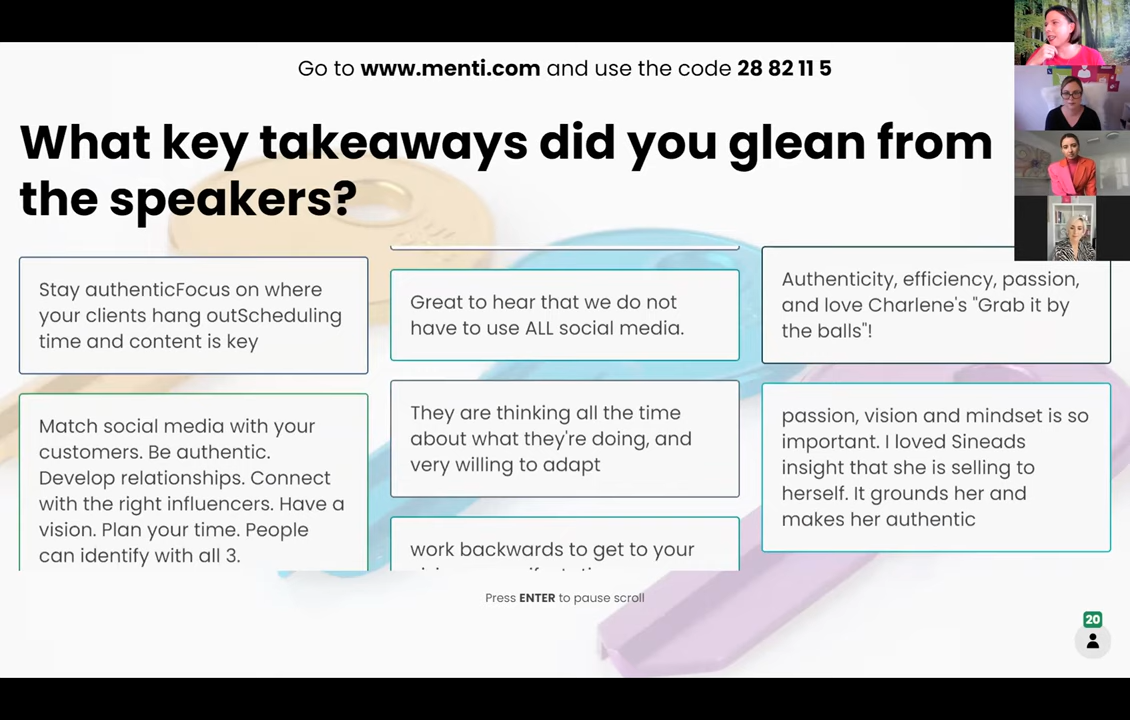 Go to www.menti.com and use the code 28 82 11 5
What key takeaways did you glean from
the speakers?
Stay authenticFocus on where
your clients hang outScheduling
time and content is key
Match social media with your
customers. Be authentic.
Develop relationships. Connect
with the right influencers. Have a
vision. Plan your time. People
can identify with all 3.
Great to hear that we do not
have to use ALL social media.
They are thinking all the time
about what they're doing, and
very willing to adapt
work backwards to get to your
Authenticity, efficiency, passion,
and love Charlene's "Grab it by
the balls"!
passion, vision and mindset is so
important. I loved Sineads
insight that she is selling to
herself. It grounds her and
makes her authentic
Press ENTER to pause scroll
20